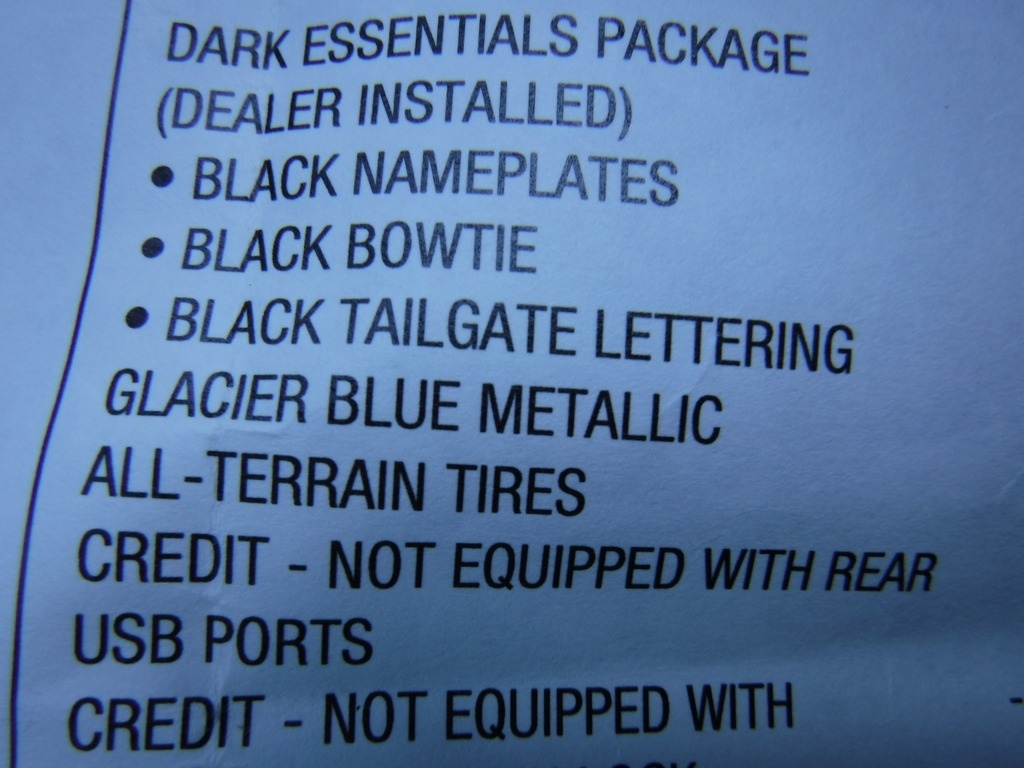 DARK ESSENTIALS PACKAGE
(DEALER INSTALLED)
• BLACK NAMEPLATES
• BLACK BOWTIE
• BLACK TAILGATE LETTERING
GLACIER BLUE METALLIC
ALL-TERRAIN TIRES
CREDIT - NOT EQUIPPED WITH REAR
USB PORTS
CREDIT - NOT EQUIPPED WITH -